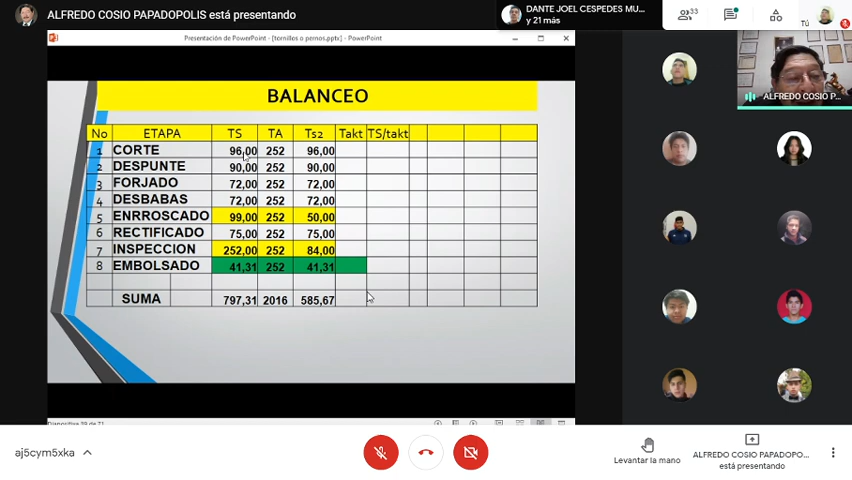 ALFREDO COSIO PAPADOPOLIS está presentando
DANTE JOEL CESPEDES MU...
y 21 más
33
Tú
Presentación de PowerPoint - [tornillos o pernos.pptx] - PowerPoint
ALFREDO COSIO P...
BALANCEO
No ETAPA TS TA Ts2 Takt TS/takt
1 CORTE 96,00 252 96,00
2 DESPUNTE 90,00 252 90,00
3 FORJADO 72,00 252 72,00
4 DESBABAS 72,00 252 72,00
5 ENRROSCADO 99,00 252 50,00
6 RECTIFICADO 75,00 252 75,00
7 INSPECCION 252,00 252 84,00
8 EMBOLSADO 41,31 252 41,31
SUMA 797,31 2016 585,67
aj5cym5xka
Levantar la mano
ALFREDO COSIO PAPADOPO...
está presentando